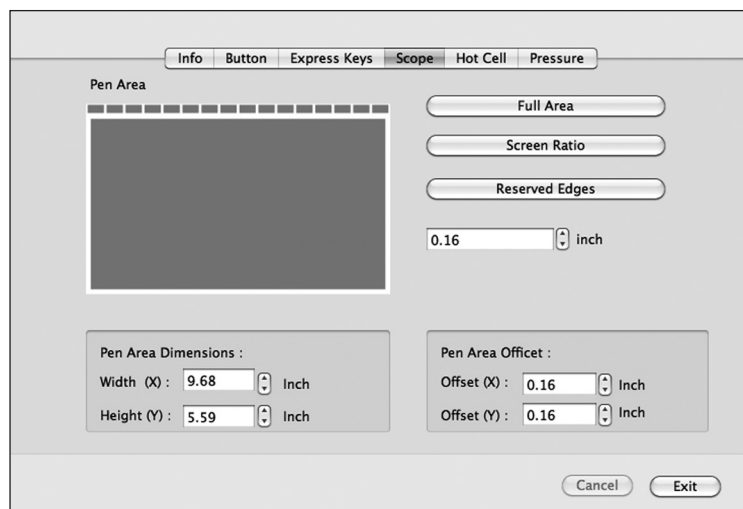 Info Button Express Keys Scope Hot Cell Pressure
Pen Area
Full Area
Screen Ratio
Reserved Edges
0.16 inch
Pen Area Dimensions :
Width (X) : 9.68 Inch
Height (Y) : 5.59 Inch
Pen Area Officet :
Offset (X) : 0.16 Inch
Offset (Y) : 0.16 Inch
Cancel Exit